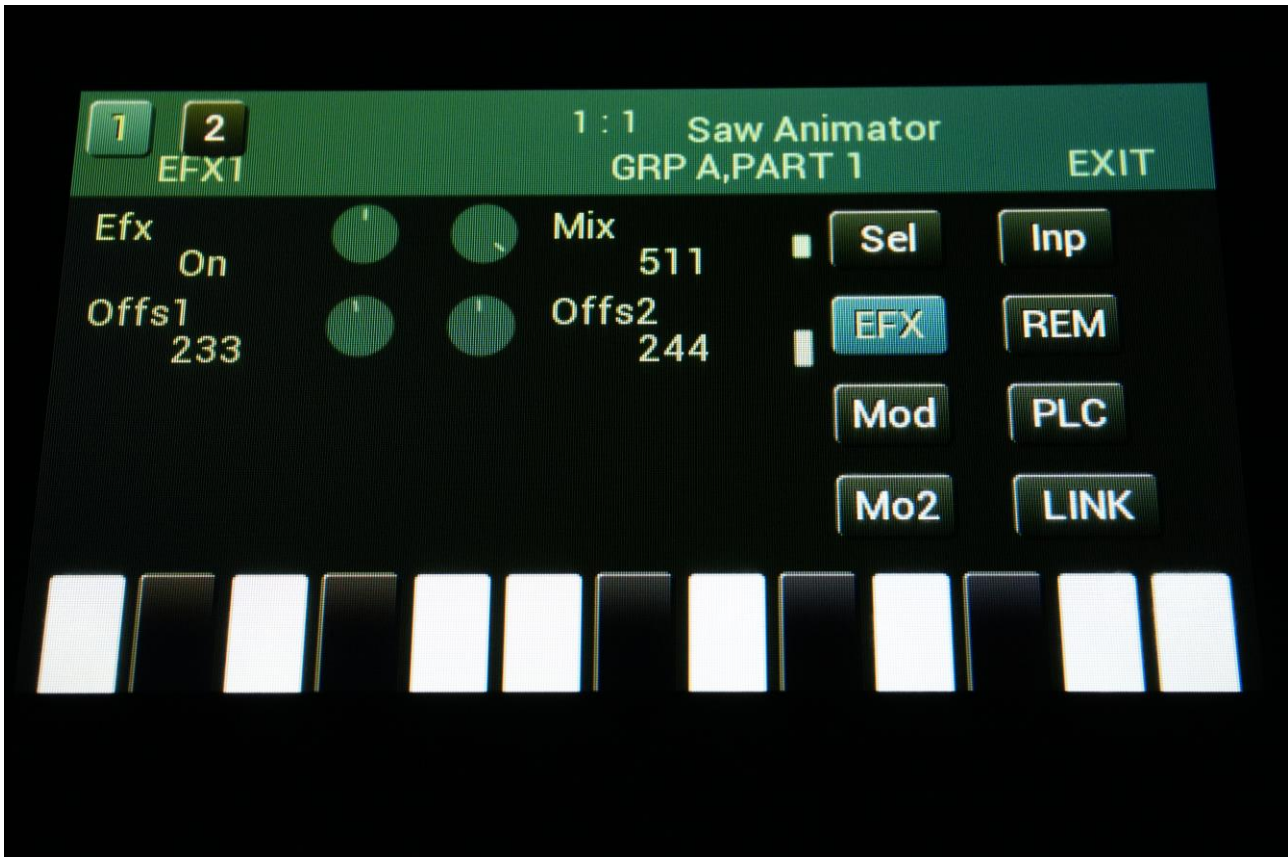 1 2 1 : 1 Saw Animator
EFX1 GRP A,PART 1 EXIT
Efx Mix Sel Inp
On 511
Offs1 Offs2 EFX REM
233 244
Mod PLC
Mo2 LINK